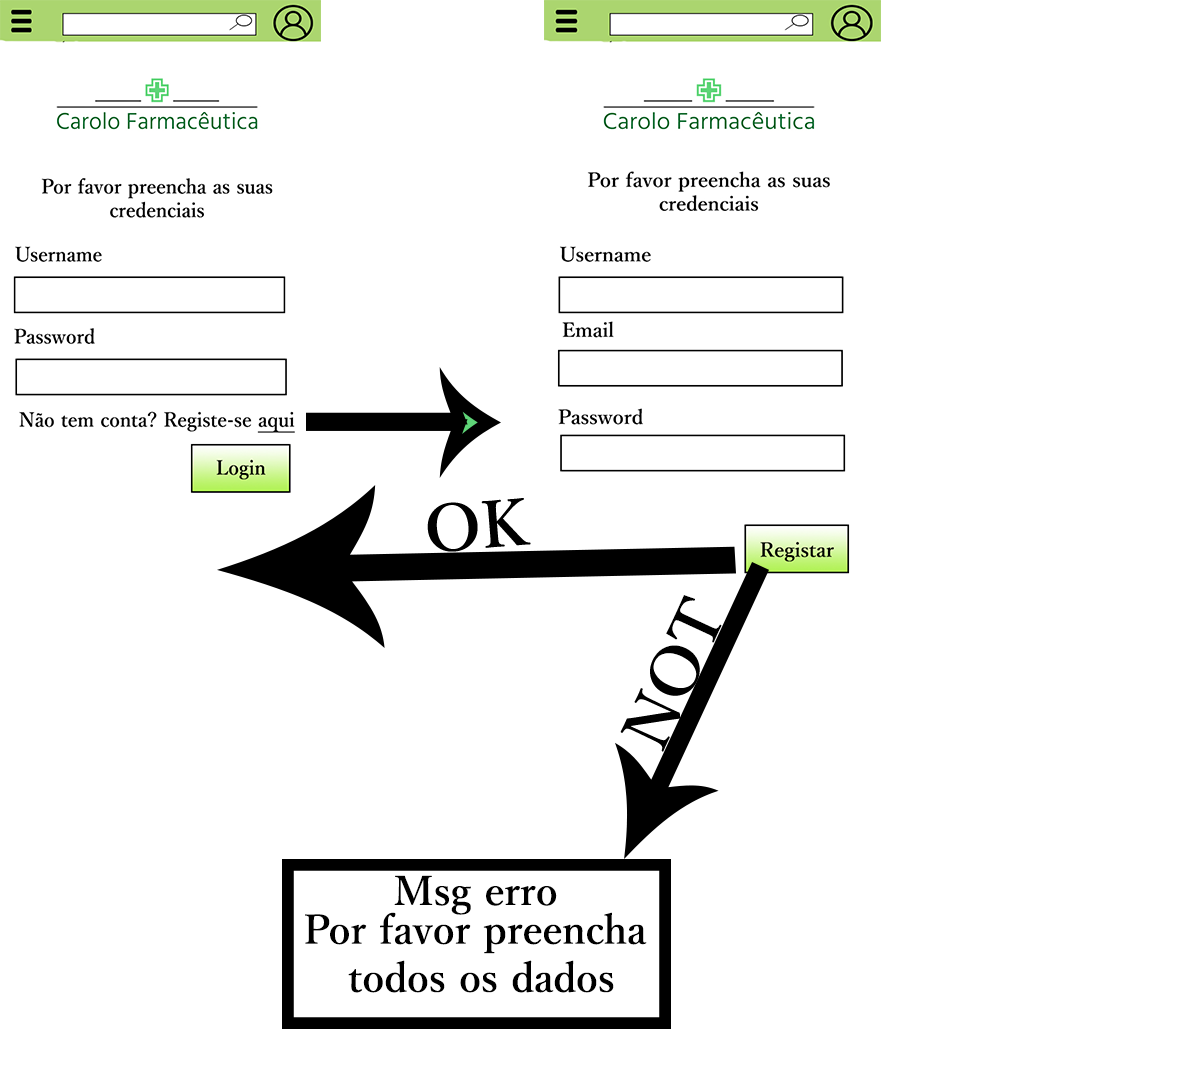 Carolo Farmacêutica
Por favor preencha as suas
credenciais
Username
Password
Não tem conta? Registe-se aqui
Login
Carolo Farmacêutica
Por favor preencha as suas
credenciais
Username
Email
Password
Registar
OK
NOT
Msg erro
Por favor preencha
todos os dados